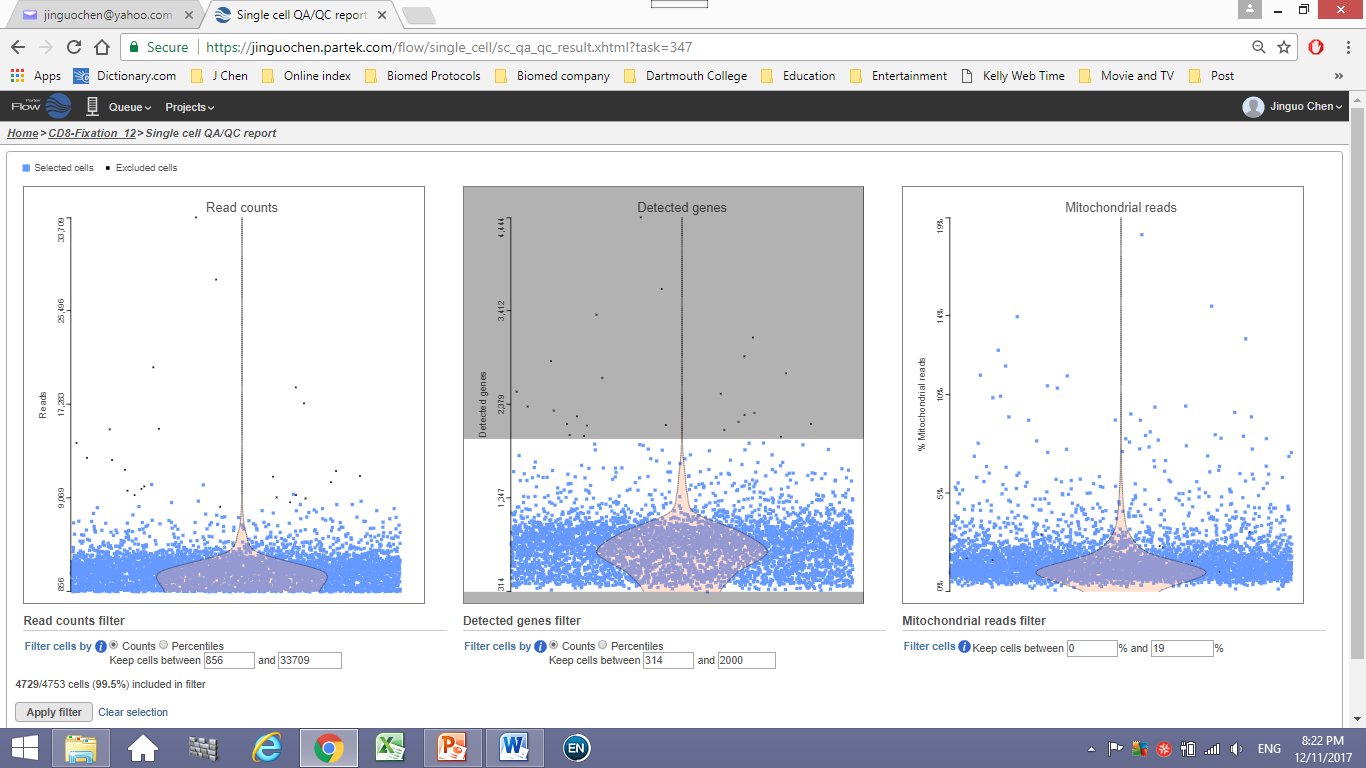 jinguochen@yahoo.com
Single cell QA/QC report
Secure
https://jinguochen.partek.com/flow/single_cell/sc_qa_qc_result.xhtml?task=347
Apps Dictionary.com J Chen Online index Biomed Protocols Biomed company Dartmouth College Education Entertainment Kelly Web Time Movie and TV Post
Partek
Flow Queue Projects Jinguo Chen
Home > CD8-Fixation_12 > Single cell QA/QC report
Selected cells Excluded cells
Read counts
33,709
25,496
17,283
9,069
856
Reads
Detected genes
4,444
3,412
2,379
1,347
314
Detected genes
Mitochondrial reads
19%
14%
10%
5%
0%
% Mitochondrial reads
Read counts filter
Filter cells by i Counts Percentiles
Keep cells between 856 and 33709
Detected genes filter
Filter cells by i Counts Percentiles
Keep cells between 314 and 2000
Mitochondrial reads filter
Filter cells i Keep cells between 0 % and 19 %
4729/4753 cells (99.5%) included in filter
Apply filter Clear selection
EN
ENG
8:22 PM
12/11/2017